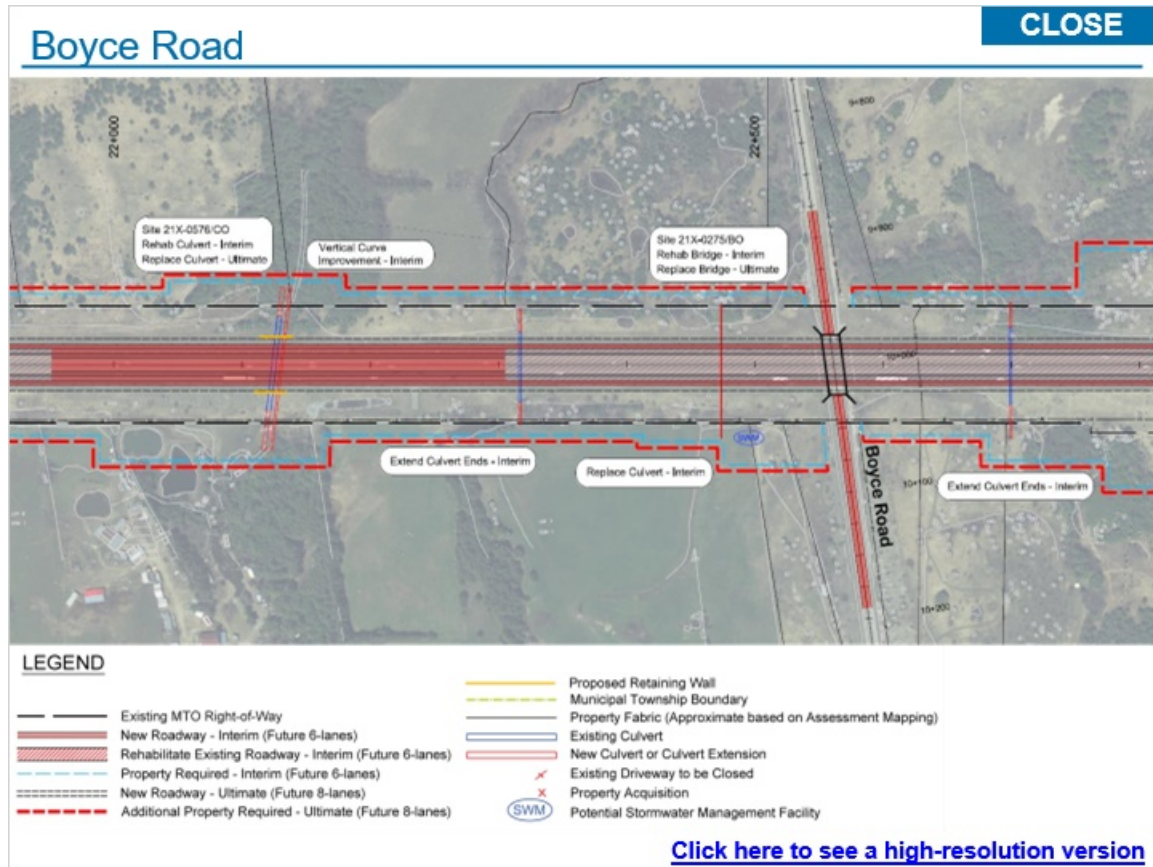 CLOSE
Boyce Road
22+000
22+500
9+800
9+900
Site 21X-0576/CO
Rehab Culvert - Interim
Replace Culvert - Ultimate
Vertical Curve
Improvement - Interim
Site 21X-0275/BO
Rehab Bridge - Interim
Replace Bridge - Ultimate
10+000
SWM
Extend Culvert Ends - Interim
Replace Culvert - Interim
Boyce Road
10+100
Extend Culvert Ends - Interim
10+200
LEGEND
Existing MTO Right-of-Way
New Roadway - Interim (Future 6-lanes)
Rehabilitate Existing Roadway - Interim (Future 6-lanes)
Property Required - Interim (Future 6-lanes)
New Roadway - Ultimate (Future 8-lanes)
Additional Property Required - Ultimate (Future 8-lanes)
Proposed Retaining Wall
Municipal Township Boundary
Property Fabric (Approximate based on Assessment Mapping)
Existing Culvert
New Culvert or Culvert Extension
Existing Driveway to be Closed
Property Acquisition
SWM
Potential Stormwater Management Facility
Click here to see a high-resolution version